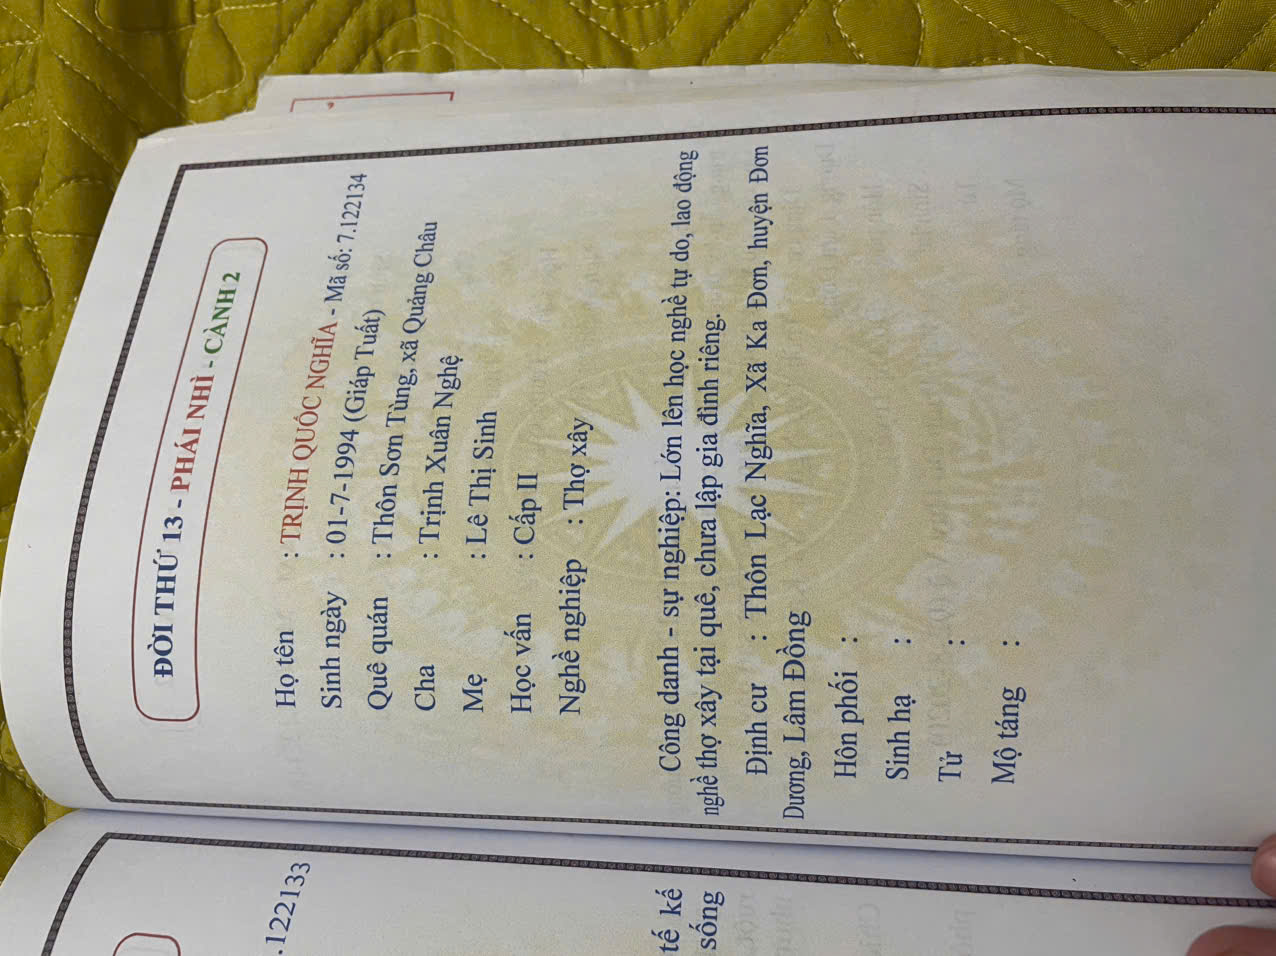 ĐỜI THỨ 13 - PHÁI NHÌ - CÀNH 2
Họ tên : TRỊNH QUỐC NGHĨA - Mã số: 7.122134
Sinh ngày : 01-7-1994 (Giáp Tuất)
Quê quán : Thôn Sơn Tùng, xã Quảng Châu
Cha : Trịnh Xuân Nghệ
Mẹ : Lê Thị Sinh
Học vấn : Cấp II
Nghề nghiệp : Thợ xây
Công danh - sự nghiệp: Lớn lên học nghề tự do, lao động
nghề thợ xây tại quê, chưa lập gia đình riêng.
Định cư : Thôn Lạc Nghĩa, Xã Ka Đơn, huyện Đơn
Dương, Lâm Đồng
Hôn phối :
Sinh hạ :
Tử :
Mộ táng :
.122133
tế kế
sống